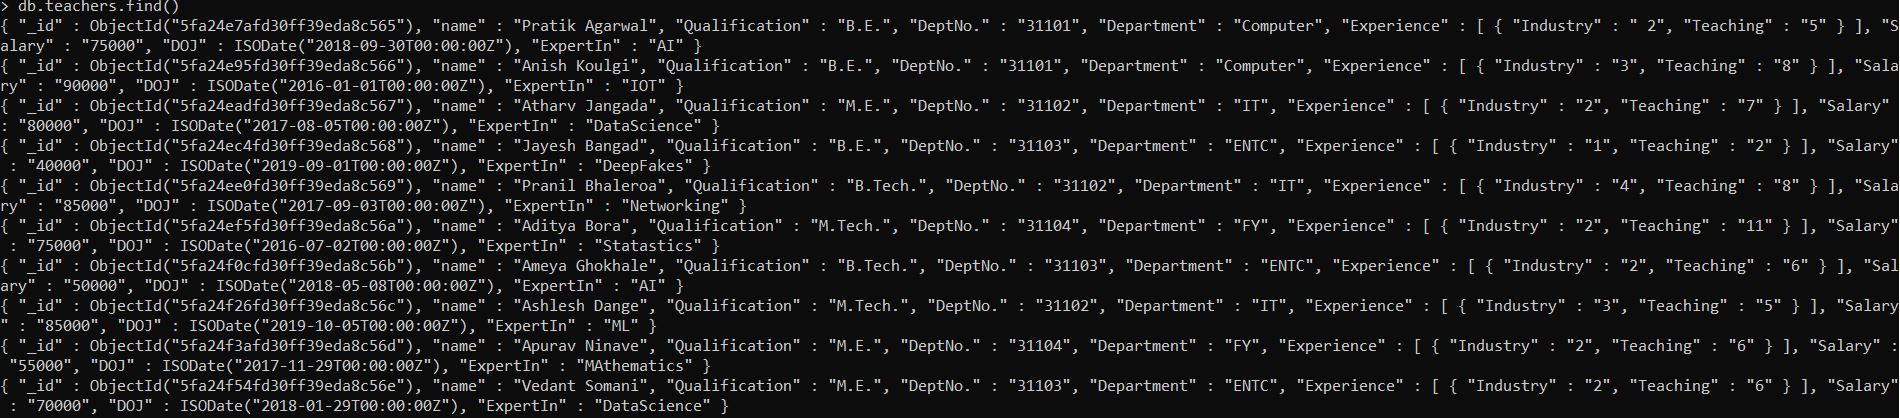 > db.teachers.find()
{ "_id" : ObjectId("5fa24e7afd30ff39eda8c565"), "name" : "Pratik Agarwal", "Qualification" : "B.E.", "DeptNo." : "31101", "Department" : "Computer", "Experience" : [ { "Industry" : " 2", "Teaching" : "5" } ], "S
alary" : "75000", "DOJ" : ISODate("2018-09-30T00:00:00Z"), "ExpertIn" : "AI" }
{ "_id" : ObjectId("5fa24e95fd30ff39eda8c566"), "name" : "Anish Koulgi", "Qualification" : "B.E.", "DeptNo." : "31101", "Department" : "Computer", "Experience" : [ { "Industry" : "3", "Teaching" : "8" } ], "Sala
ry" : "90000", "DOJ" : ISODate("2016-01-01T00:00:00Z"), "ExpertIn" : "IOT" }
{ "_id" : ObjectId("5fa24eadfd30ff39eda8c567"), "name" : "Atharv Jangada", "Qualification" : "M.E.", "DeptNo." : "31102", "Department" : "IT", "Experience" : [ { "Industry" : "2", "Teaching" : "7" } ], "Salary"
: "80000", "DOJ" : ISODate("2017-08-05T00:00:00Z"), "ExpertIn" : "DataScience" }
{ "_id" : ObjectId("5fa24ec4fd30ff39eda8c568"), "name" : "Jayesh Bangad", "Qualification" : "B.E.", "DeptNo." : "31103", "Department" : "ENTC", "Experience" : [ { "Industry" : "1", "Teaching" : "2" } ], "Salary"
 : "40000", "DOJ" : ISODate("2019-09-01T00:00:00Z"), "ExpertIn" : "DeepFakes" }
{ "_id" : ObjectId("5fa24ee0fd30ff39eda8c569"), "name" : "Pranil Bhaleroa", "Qualification" : "B.Tech.", "DeptNo." : "31102", "Department" : "IT", "Experience" : [ { "Industry" : "4", "Teaching" : "8" } ], "Sala
ry" : "85000", "DOJ" : ISODate("2017-09-03T00:00:00Z"), "ExpertIn" : "Networking" }
{ "_id" : ObjectId("5fa24ef5fd30ff39eda8c56a"), "name" : "Aditya Bora", "Qualification" : "M.Tech.", "DeptNo." : "31104", "Department" : "FY", "Experience" : [ { "Industry" : "2", "Teaching" : "11" } ], "Salary"
 : "75000", "DOJ" : ISODate("2016-07-02T00:00:00Z"), "ExpertIn" : "Statastics" }
{ "_id" : ObjectId("5fa24f0cfd30ff39eda8c56b"), "name" : "Ameya Ghokhale", "Qualification" : "B.Tech.", "DeptNo." : "31103", "Department" : "ENTC", "Experience" : [ { "Industry" : "2", "Teaching" : "6" } ], "Sal
ary" : "50000", "DOJ" : ISODate("2018-05-08T00:00:00Z"), "ExpertIn" : "AI" }
{ "_id" : ObjectId("5fa24f26fd30ff39eda8c56c"), "name" : "Ashlesh Dange", "Qualification" : "M.Tech.", "DeptNo." : "31102", "Department" : "IT", "Experience" : [ { "Industry" : "3", "Teaching" : "5" } ], "Salary
" : "85000", "DOJ" : ISODate("2019-10-05T00:00:00Z"), "ExpertIn" : "ML" }
{ "_id" : ObjectId("5fa24f3afd30ff39eda8c56d"), "name" : "Apurav Ninave", "Qualification" : "M.E.", "DeptNo." : "31104", "Department" : "FY", "Experience" : [ { "Industry" : "2", "Teaching" : "6" } ], "Salary" :
 "55000", "DOJ" : ISODate("2017-11-29T00:00:00Z"), "ExpertIn" : "MAthematics" }
{ "_id" : ObjectId("5fa24f54fd30ff39eda8c56e"), "name" : "Vedant Somani", "Qualification" : "M.E.", "DeptNo." : "31103", "Department" : "ENTC", "Experience" : [ { "Industry" : "2", "Teaching" : "6" } ], "Salary"
 : "70000", "DOJ" : ISODate("2018-01-29T00:00:00Z"), "ExpertIn" : "DataScience" }